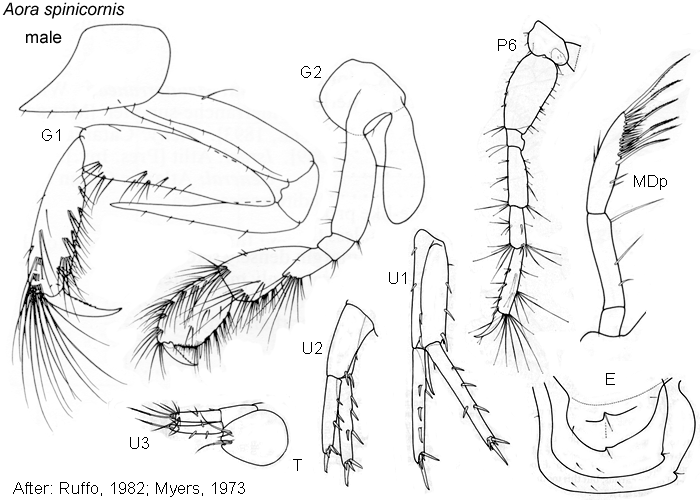 Aora spinicornis
male
P6
G2
G1
MDp
U1
U2
E
U3
T
After: Ruffo, 1982; Myers, 1973